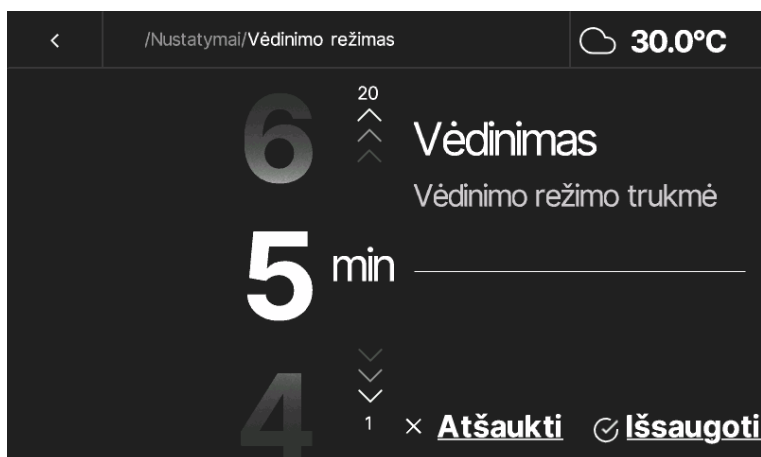 /Nustatymai/Vėdinimo režimas
30.0°C
6
20
Vėdinimas
Vėdinimo režimo trukmė
5 min
4
1
Atšaukti
Išsaugoti